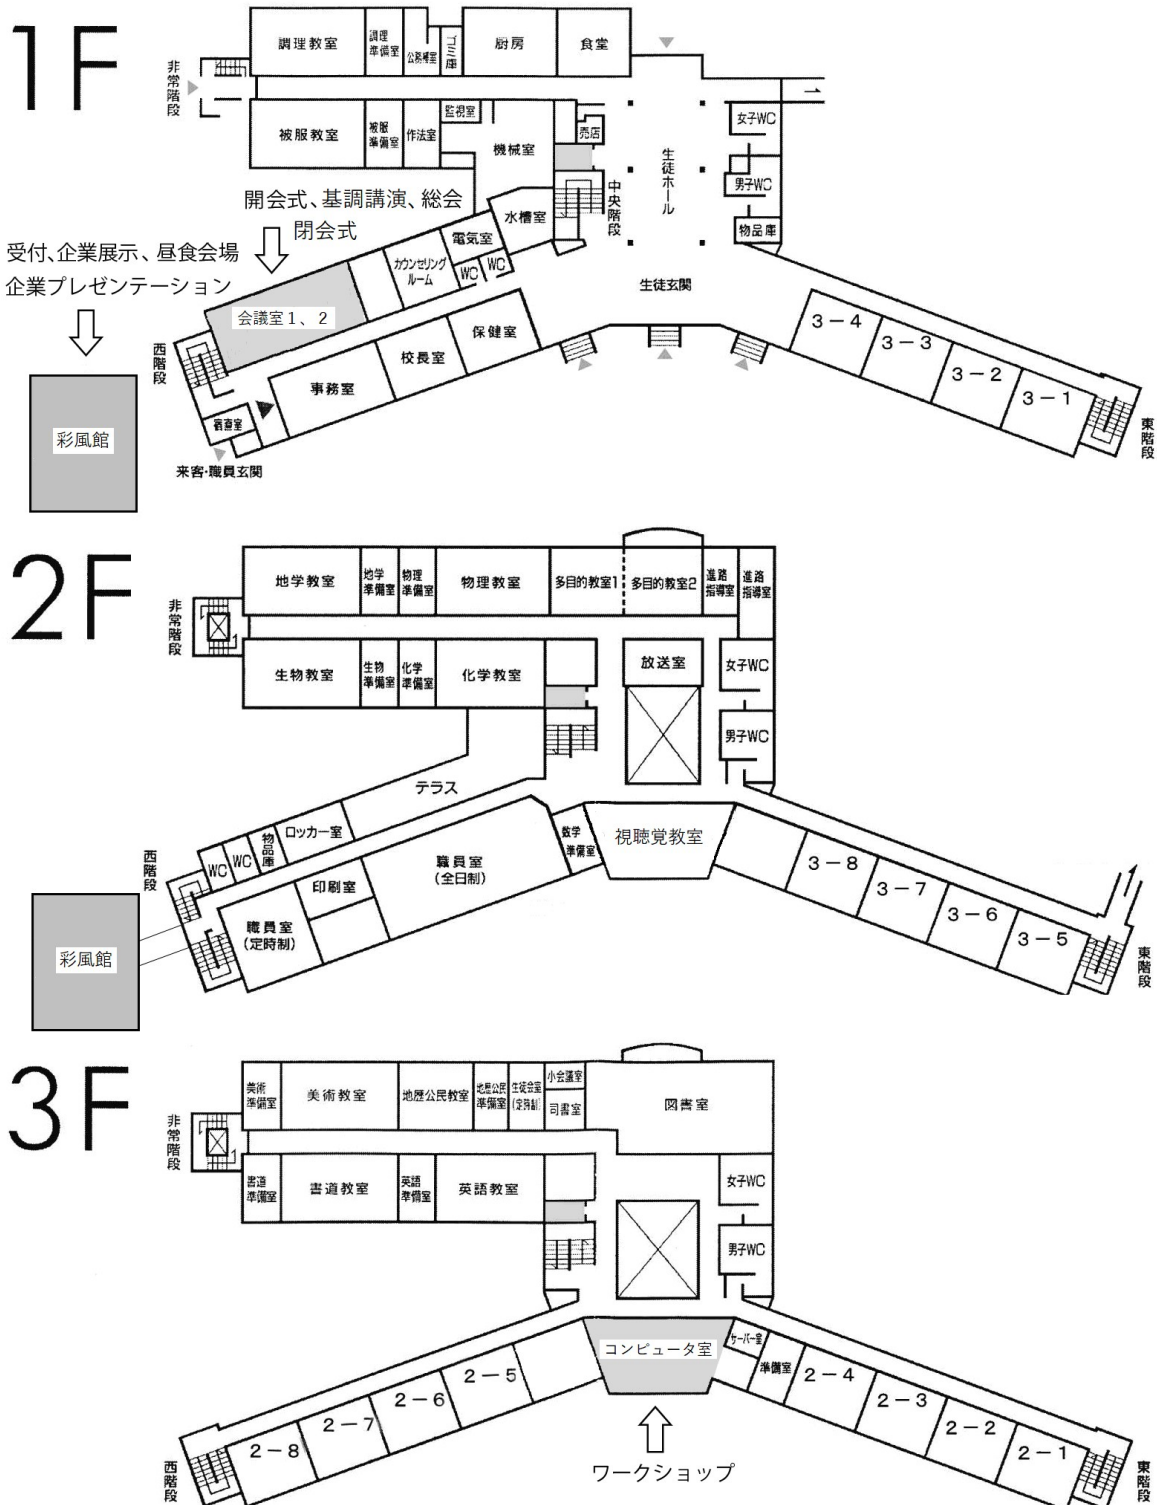 1F
調理教室
調理
準備室
公務補室
ゴミ庫
厨房
食堂
非常階段
被服教室
被服
準備室
作法室
監視室
機械室
売店
女子WC
生徒ホール
男子WC
中央階段
物品庫
水槽室
開会式、基調講演、総会
閉会式
電気室
WC
WC
カウンセリング
ルーム
受付、企業展示、昼食会場
企業プレゼンテーション
会議室1、2
生徒玄関
保健室
校長室
事務室
西階段
宿直室
来客・職員玄関
彩風館
3-4
3-3
3-2
3-1
東階段
2F
地学教室
地学
準備室
物理
準備室
物理教室
多目的教室1
多目的教室2
進路
指導室
進路
指導室
非常階段
生物教室
生物
準備室
化学
準備室
化学教室
放送室
女子WC
男子WC
テラス
ロッカー室
物品庫
WC
WC
西階段
数学
準備室
視聴覚教室
職員室
(全日制)
印刷室
職員室
(定時制)
彩風館
3-8
3-7
3-6
3-5
東階段
3F
美術
準備室
美術教室
地歴公民教室
地歴公民
準備室
生徒会室
(定時制)
小会議室
司書室
図書室
非常階段
書道
準備室
書道教室
英語
準備室
英語教室
女子WC
男子WC
コンピュータ室
サーバー室
準備室
2-5
2-6
2-7
2-8
2-4
2-3
2-2
2-1
西階段
東階段
ワークショップ